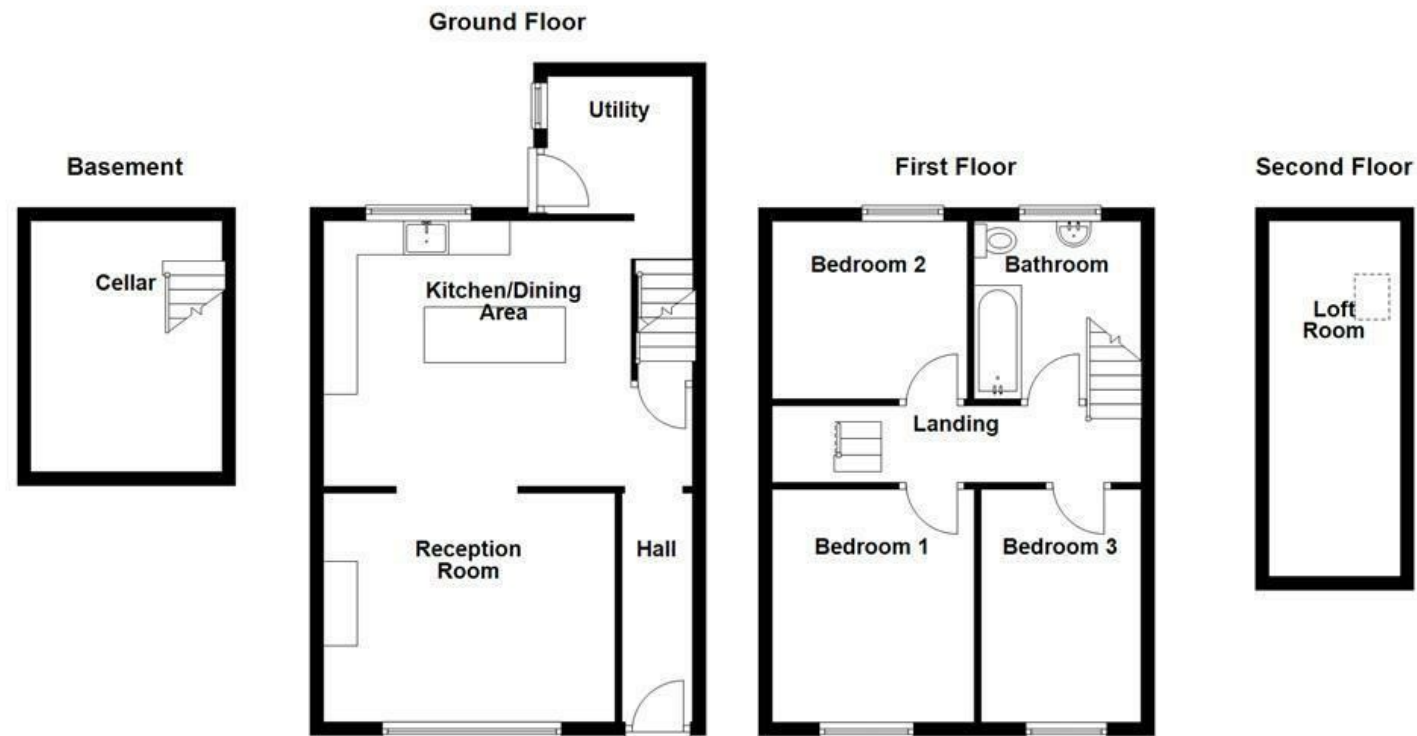 Basement
Cellar
Ground Floor
Utility
Kitchen/Dining
Area
Reception
Room
Hall
First Floor
Bedroom 2
Bathroom
Landing
Bedroom 1
Bedroom 3
Second Floor
Loft
Room